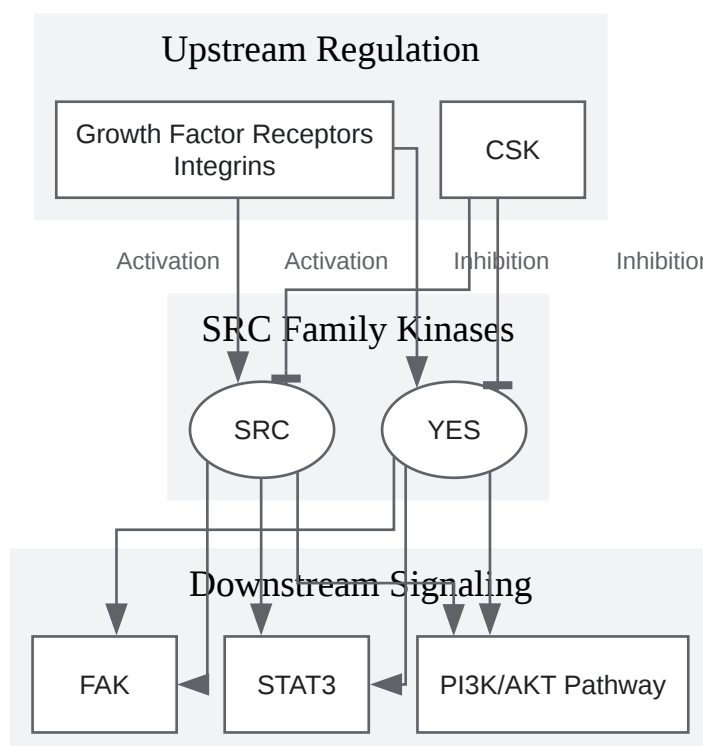 Upstream Regulation
Growth Factor Receptors
Integrins
CSK
Activation
Activation
Inhibition
Inhibition
SRC Family Kinases
SRC
YES
Downstream Signaling
FAK
STAT3
PI3K/AKT Pathway